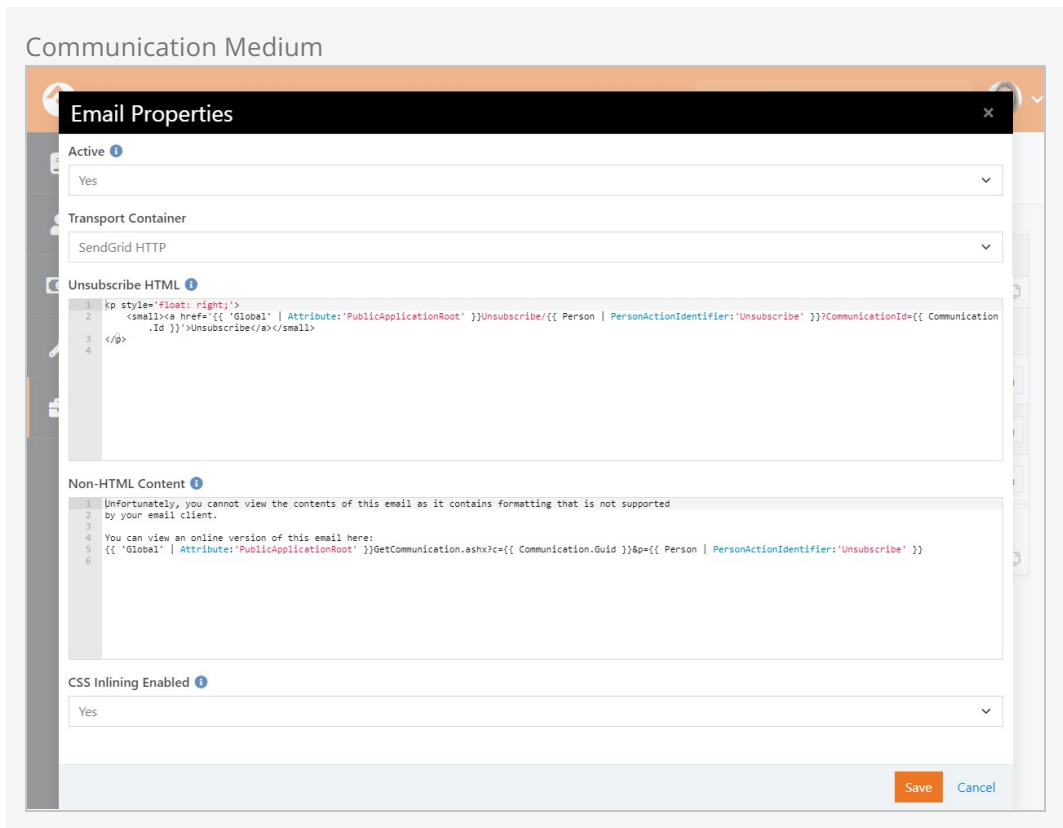 Communication Medium
Email Properties ×
Active
Yes
Transport Container
SendGrid HTTP
Unsubscribe HTML
1 <p style='float: right;'>
2 <small><a href='{{ 'Global' | Attribute:'PublicApplicationRoot' }}Unsubscribe/{{ Person | PersonActionIdentifier:'Unsubscribe' }}?CommunicationId={{ Communication
.Id }}'>Unsubscribe</a></small>
3 </p>
4
Non-HTML Content
1 Unfortunately, you cannot view the contents of this email as it contains formatting that is not supported
2 by your email client.
3
4 You can view an online version of this email here:
5 {{ 'Global' | Attribute:'PublicApplicationRoot' }}GetCommunication.ashx?c={{ Communication.Guid }}&p={{ Person | PersonActionIdentifier:'Unsubscribe' }}
6
CSS Inlining Enabled
Yes
Save Cancel